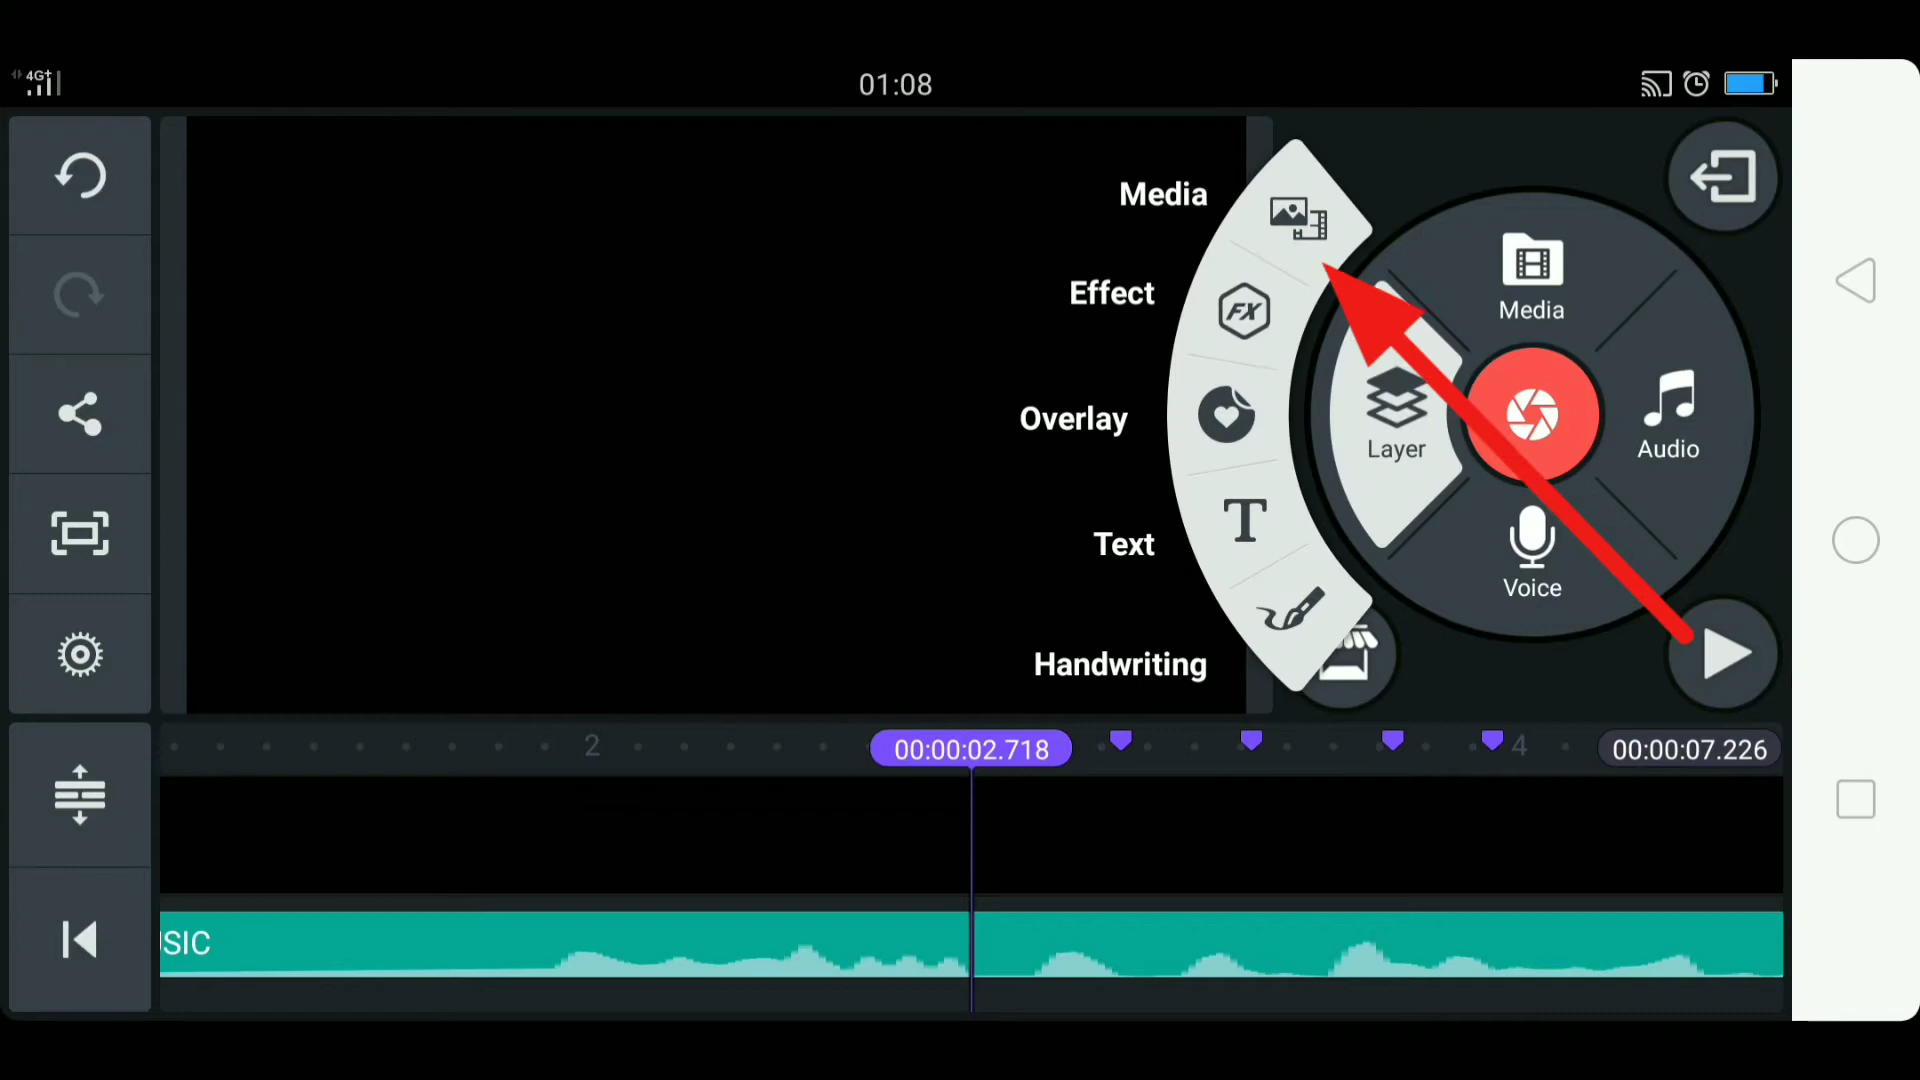 4G+
01:08
Media
Effect
Overlay
Text
Handwriting
FX
T
Media
Layer
Audio
Voice
2
00:00:02.718
4
00:00:07.226
SIC